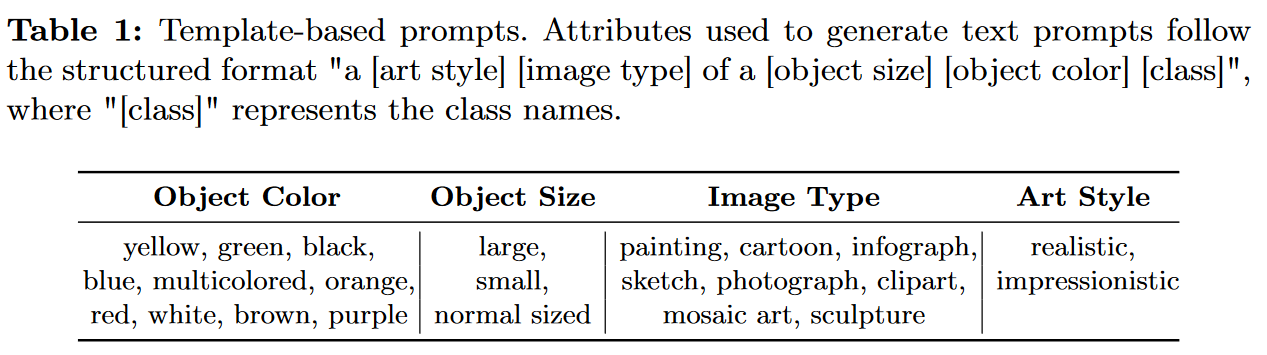 Table 1: Template-based prompts. Attributes used to generate text prompts follow
the structured format "a [art style] [image type] of a [object size] [object color] [class]",
where "[class]" represents the class names.
Object Color Object Size Image Type Art Style
yellow, green, black, large, painting, cartoon, infograph, realistic,
blue, multicolored, orange, small, sketch, photograph, clipart, impressionistic
red, white, brown, purple normal sized mosaic art, sculpture